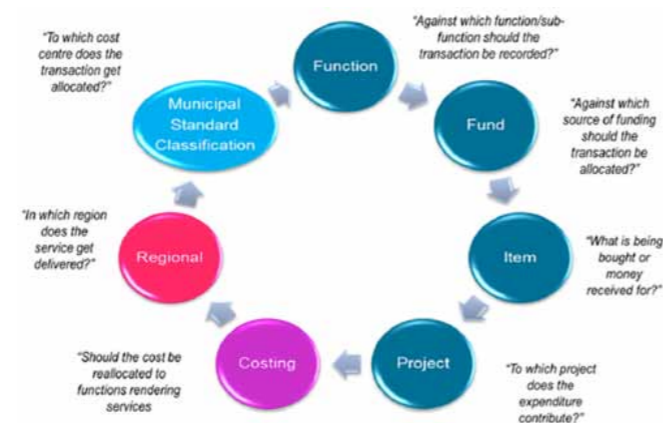 "To which cost
centre does the
transaction get
allocated?"
Function
"Against which function/sub-
function should the
transaction be recorded?"
Municipal
Standard
Classification
Fund
"Against which
source of funding
should the
transaction be
allocated?"
"In which region
does the
service get
delivered?"
Regional
Item
"What is being
bought or
money
received for?"
"Should the cost be
reallocated to
functions rendering
services
Costing
Project
"To which project
does the
expenditure
contribute?"